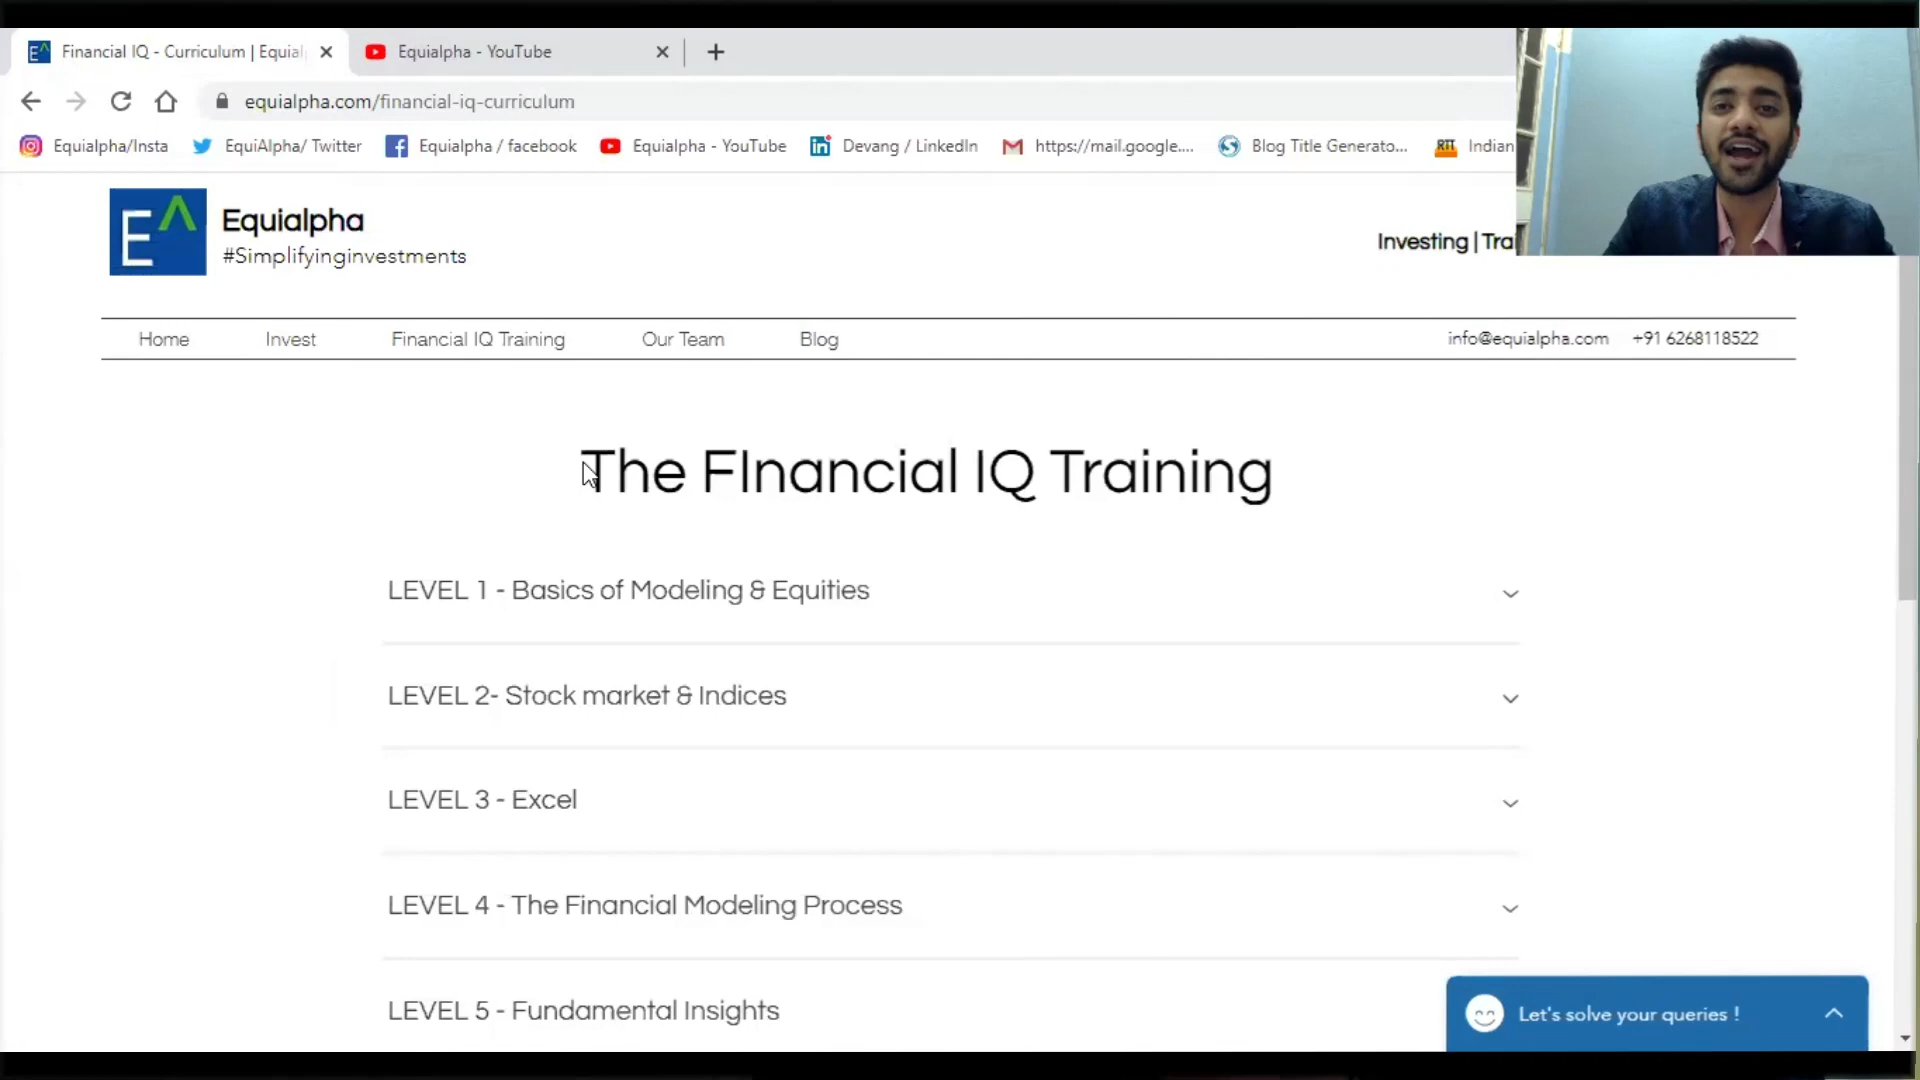 Financial IQ - Curriculum | Equial
Equialpha - YouTube
equialpha.com/financial-iq-curriculum
Equialpha/Insta
EquiAlpha/ Twitter
Equialpha / facebook
Equialpha - YouTube
Devang / LinkedIn
https://mail.google....
Blog Title Generato...
RTT
Indian
E^
Equialpha
#Simplifyinginvestments
Investing | Trai
Home
Invest
Financial IQ Training
Our Team
Blog
info@equialpha.com
+91 6268118522
The FInancial IQ Training
LEVEL 1 - Basics of Modeling & Equities
LEVEL 2- Stock market & Indices
LEVEL 3 - Excel
LEVEL 4 - The Financial Modeling Process
LEVEL 5 - Fundamental Insights
Let's solve your queries !